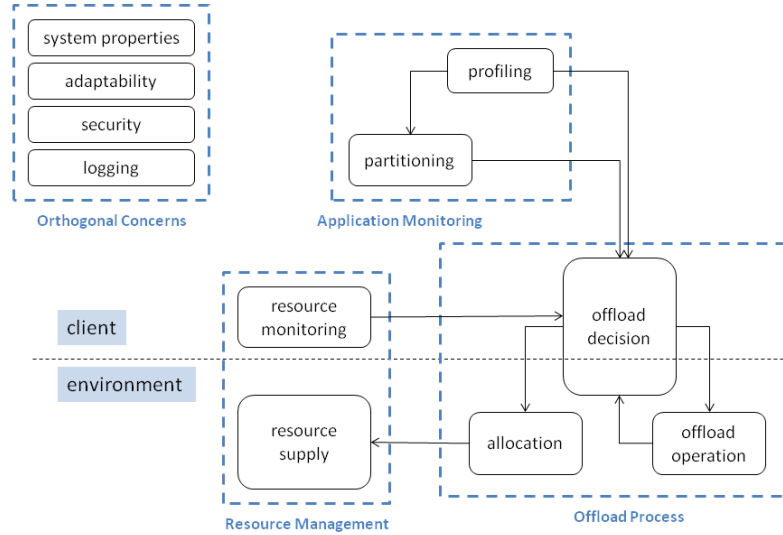 system properties
adaptability
security
logging
Orthogonal Concerns
profiling
partitioning
Application Monitoring
client
environment
resource
monitoring
resource
supply
Resource Management
offload
decision
allocation
offload
operation
Offload Process